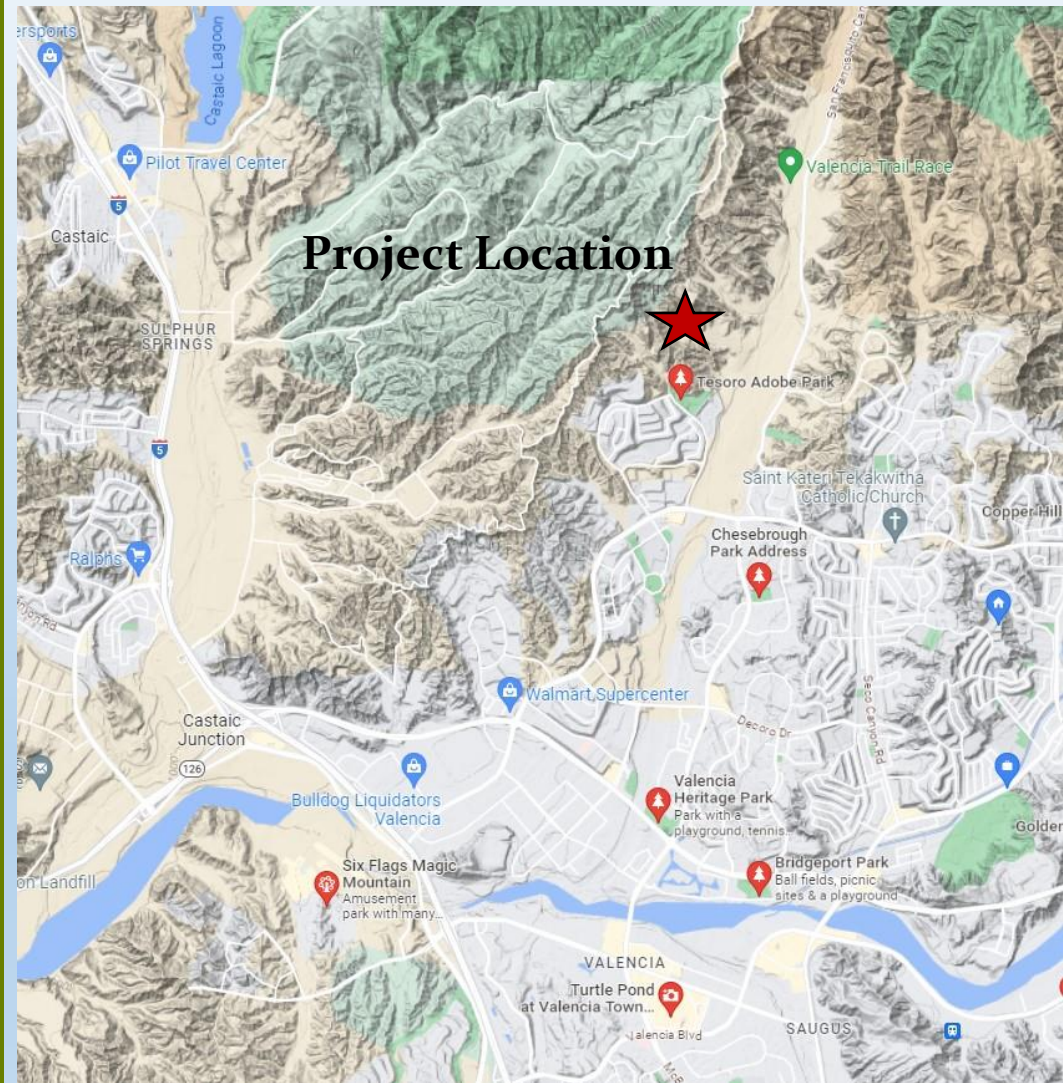 ersports
Castaic Lagoon
San Francisquito Can
Pilot Travel Center
Valencia Trail Race
5
Castaic
Project Location
SULPHUR
SPRINGS
Tesoro Adobe Park
5
Saint Kateri Tekakwitha
Catholic Church
Copper Hill
Chesebrough
Park Address
Ralphs
Walmart Supercenter
Seco Canyon Rd
Decoro Dr
Castaic
Junction
126
Valencia
Heritage Park
Park with a
playground, tennis...
Bulldog Liquidators
Valencia
Golden
Six Flags Magic
Mountain
Amusement
park with many...
on Landfill
Bridgeport Park
Ball fields, picnic
sites & a playground
VALENCIA
Turtle Pond
at Valencia Town...
SAUGUS
alencia Blvd